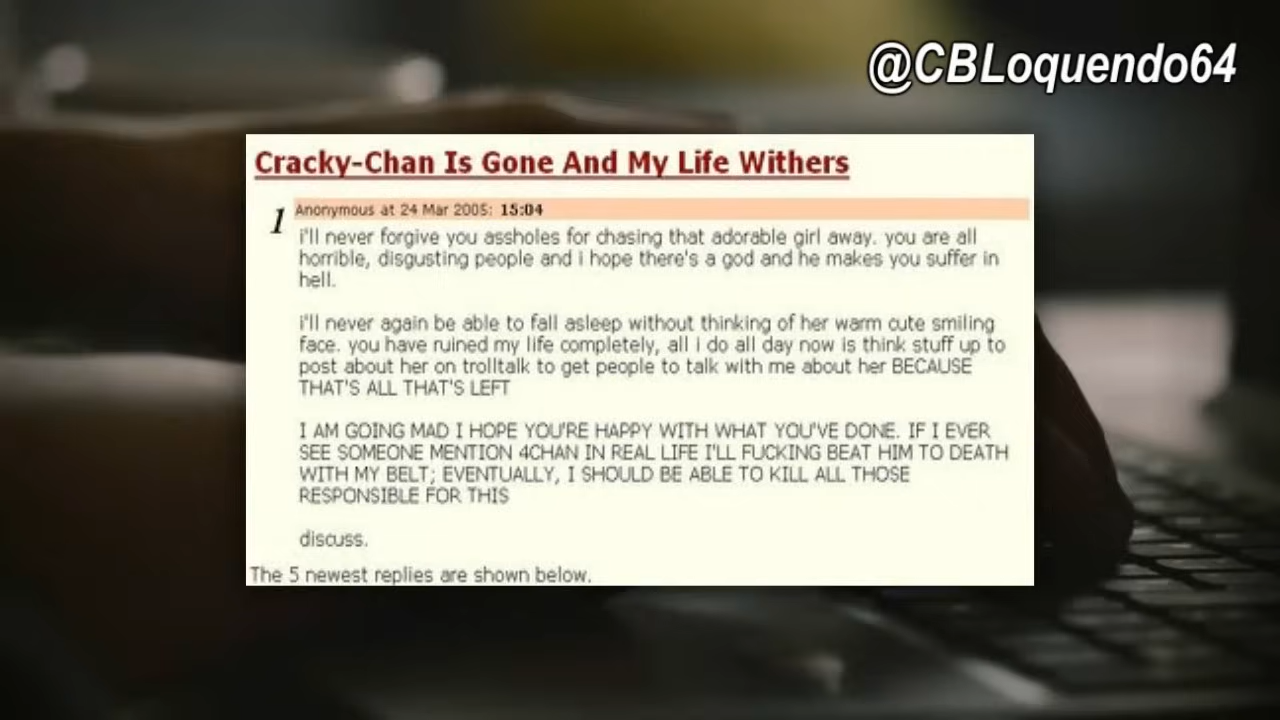 @CBLoquendo64
Cracky-Chan Is Gone And My Life Withers
1 Anonymous at 24 Mar 2005: 15:04
i'll never forgive you assholes for chasing that adorable girl away. you are all
horrible, disgusting people and i hope there's a god and he makes you suffer in
hell.
i'll never again be able to fall asleep without thinking of her warm cute smiling
face. you have ruined my life completely, all i do all day now is think stuff up to
post about her on trolltalk to get people to talk with me about her BECAUSE
THAT'S ALL THAT'S LEFT
I AM GOING MAD I HOPE YOU'RE HAPPY WITH WHAT YOU'VE DONE. IF I EVER
SEE SOMEONE MENTION 4CHAN IN REAL LIFE I'LL FUCKING BEAT HIM TO DEATH
WITH MY BELT; EVENTUALLY, I SHOULD BE ABLE TO KILL ALL THOSE
RESPONSIBLE FOR THIS
discuss.
The 5 newest replies are shown below.